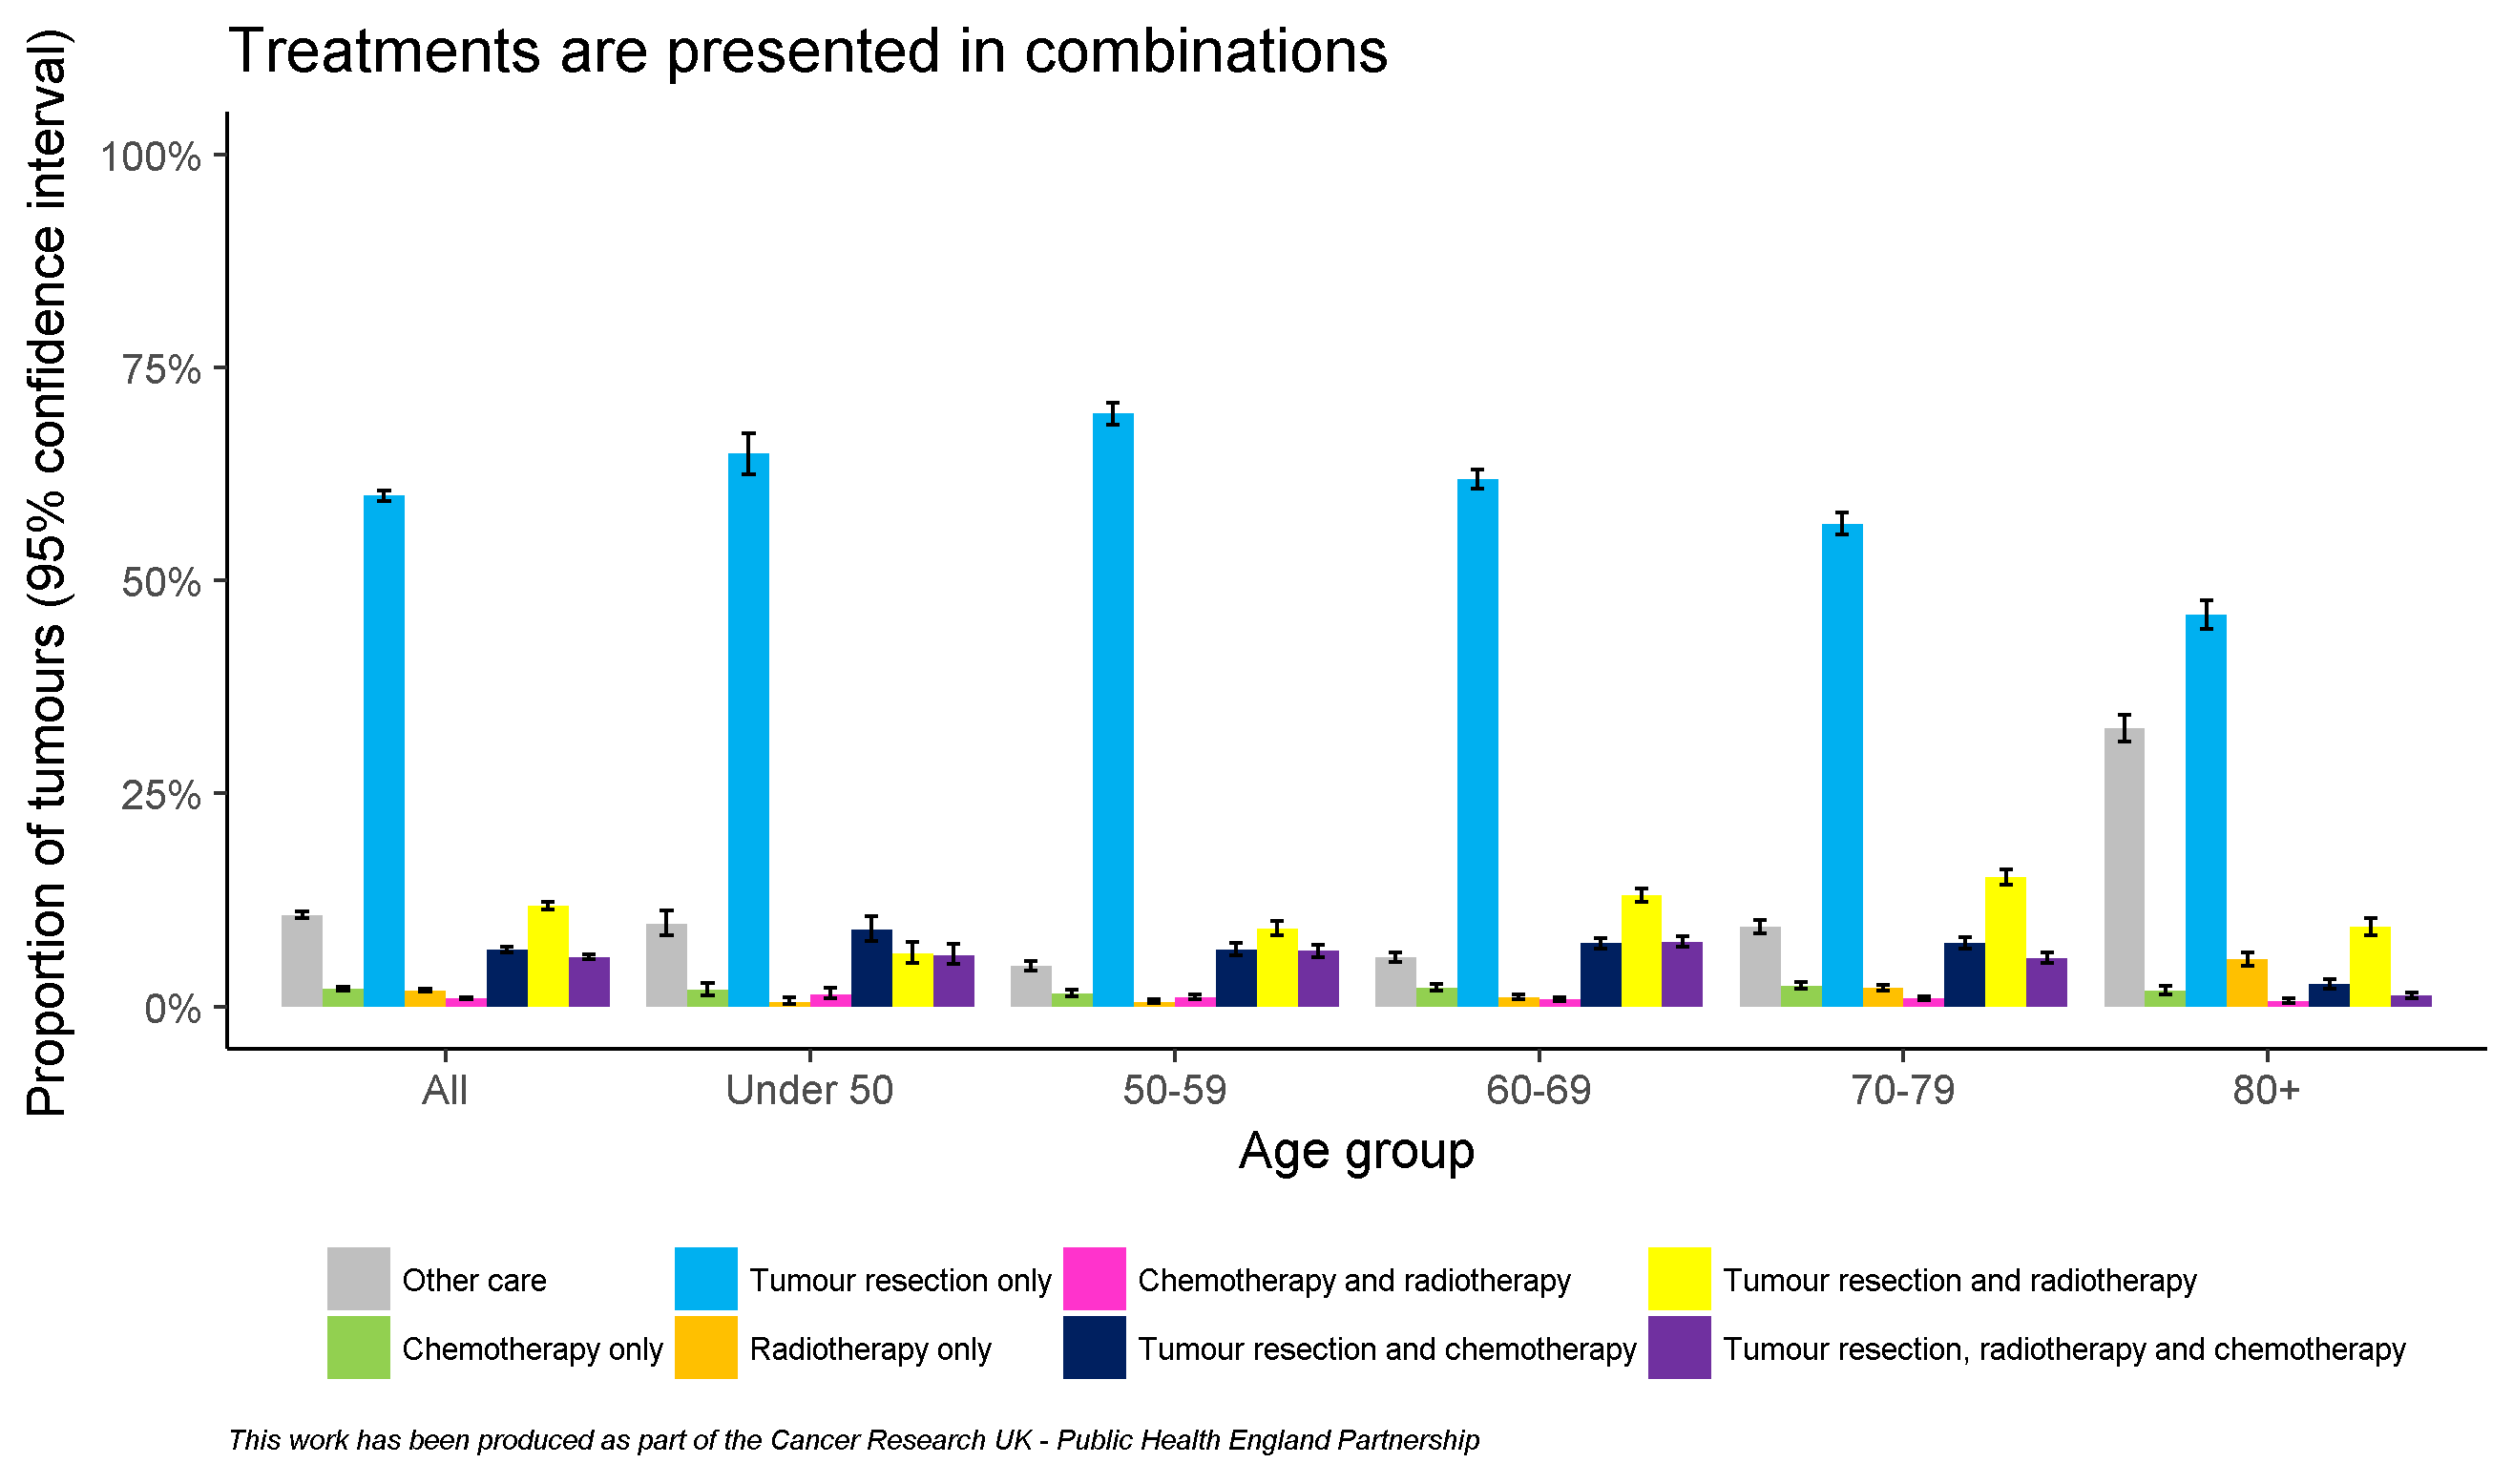 Treatments are presented in combinations
Proportion of tumours (95% confidence interval)
100%
75%
50%
25%
0%
All
Under 50
50-59
60-69
70-79
80+
Age group
Other care
Tumour resection only
Chemotherapy and radiotherapy
Tumour resection and radiotherapy
Chemotherapy only
Radiotherapy only
Tumour resection and chemotherapy
Tumour resection, radiotherapy and chemotherapy
This work has been produced as part of the Cancer Research UK - Public Health England Partnership